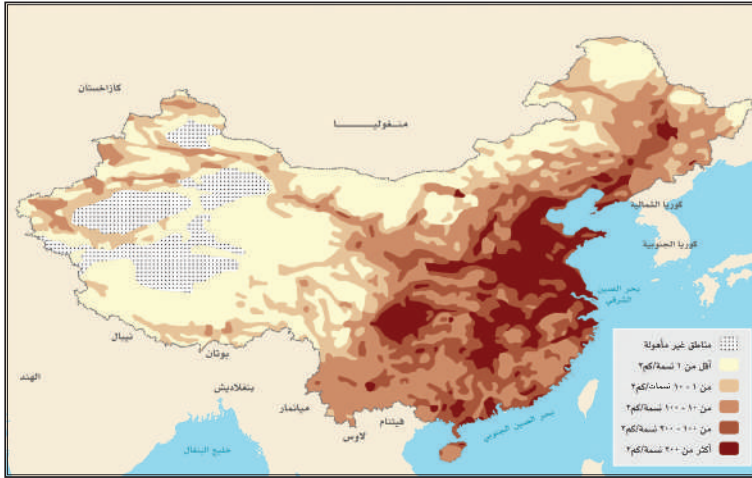 كازاخستان
منغوليـــــا
كوريا الشمالية
كوريا الجنوبية
بحر الصين
الشرقي
نيبال
بوتان
الهند
بنغلاديش
ميانمار
فيتنام
لاوس
بحر الصين الجنوبي
خليج البنغال
مناطق غير مأهولة
أقل من ١ نسمة/كم٢
من ١ - ١٠ نسمات/كم٢
من ١٠ - ١٠٠ نسمة/كم٢
من ١٠٠ - ٢٠٠ نسمة/كم٢
أكثر من ٢٠٠ نسمة/كم٢